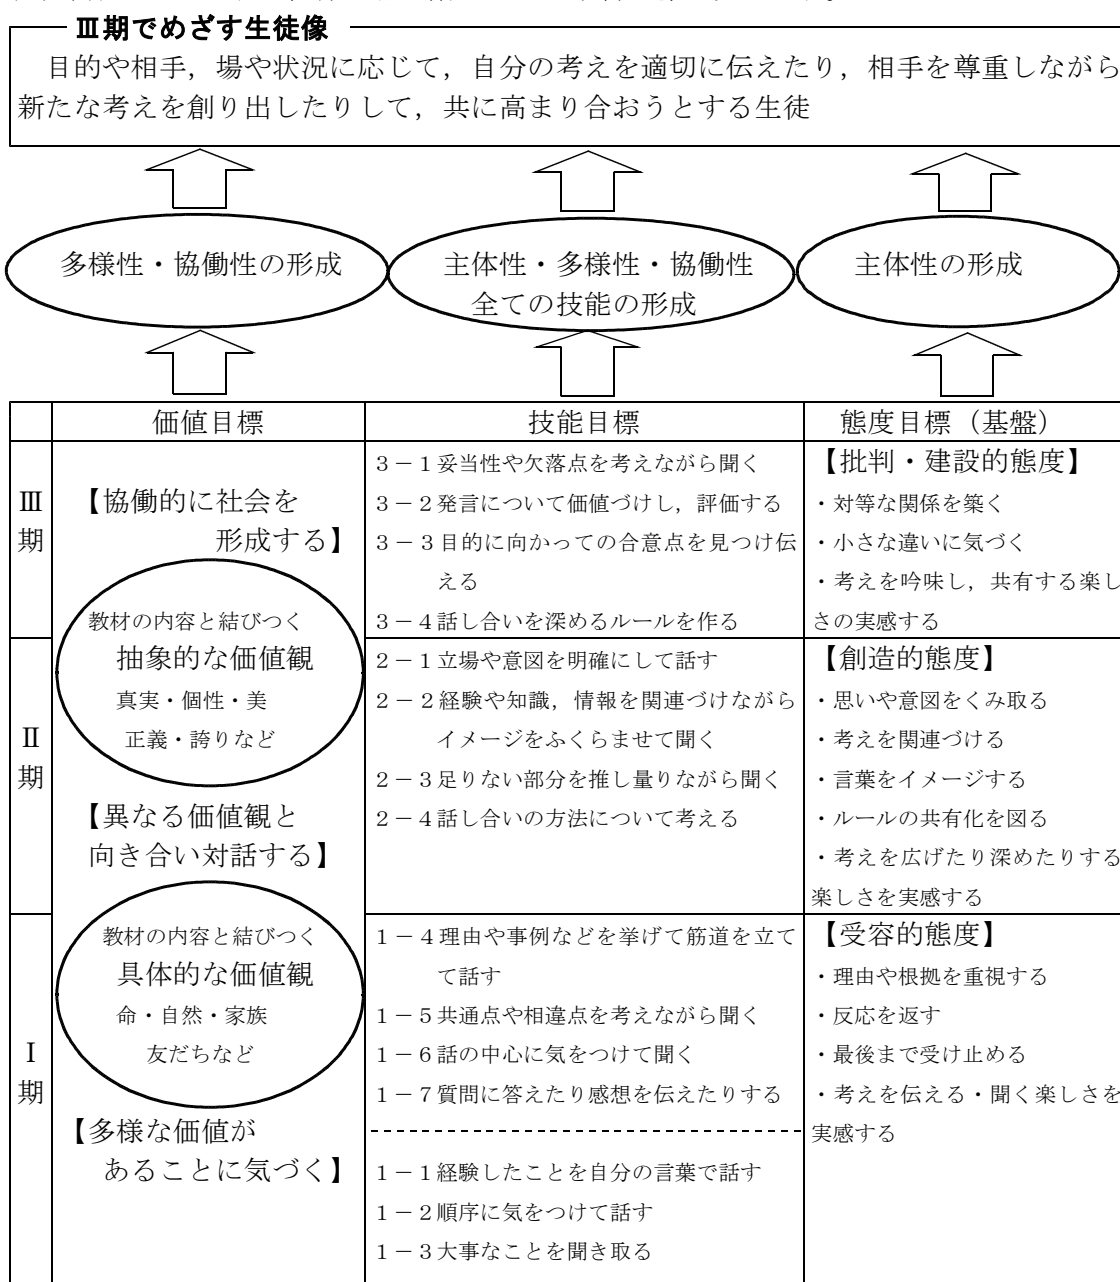 Ⅲ期でめざす生徒像
目的や相手，場や状況に応じて，自分の考えを適切に伝えたり，相手を尊重しながら
新たな考えを創り出したりして，共に高まり合おうとする生徒
多様性・協働性の形成
主体性・多様性・協働性
全ての技能の形成
主体性の形成
価値目標
技能目標
態度目標（基盤）
Ⅲ
期
【協働的に社会を
形成する】
教材の内容と結びつく
抽象的な価値観
真実・個性・美
正義・誇りなど
3－1妥当性や欠落点を考えながら聞く
3－2発言について価値づけし，評価する
3－3目的に向かっての合意点を見つけ伝
える
3－4話し合いを深めるルールを作る
【批判・建設的態度】
・対等な関係を築く
・小さな違いに気づく
・考えを吟味し，共有する楽し
さの実感する
Ⅱ
期
【異なる価値観と
向き合い対話する】
2－1立場や意図を明確にして話す
2－2経験や知識，情報を関連づけながら
イメージをふくらませて聞く
2－3足りない部分を推し量りながら聞く
2－4話し合いの方法について考える
【創造的態度】
・思いや意図をくみ取る
・考えを関連づける
・言葉をイメージする
・ルールの共有化を図る
・考えを広げたり深めたりする
楽しさを実感する
Ⅰ
期
教材の内容と結びつく
具体的な価値観
命・自然・家族
友だちなど
【多様な価値が
あることに気づく】
1－4理由や事例などを挙げて筋道を立て
て話す
1－5共通点や相違点を考えながら聞く
1－6話の中心に気をつけて聞く
1－7質問に答えたり感想を伝えたりする
1－1経験したことを自分の言葉で話す
1－2順序に気をつけて話す
1－3大事なことを聞き取る
【受容的態度】
・理由や根拠を重視する
・反応を返す
・最後まで受け止める
・考えを伝える・聞く楽しさを
実感する